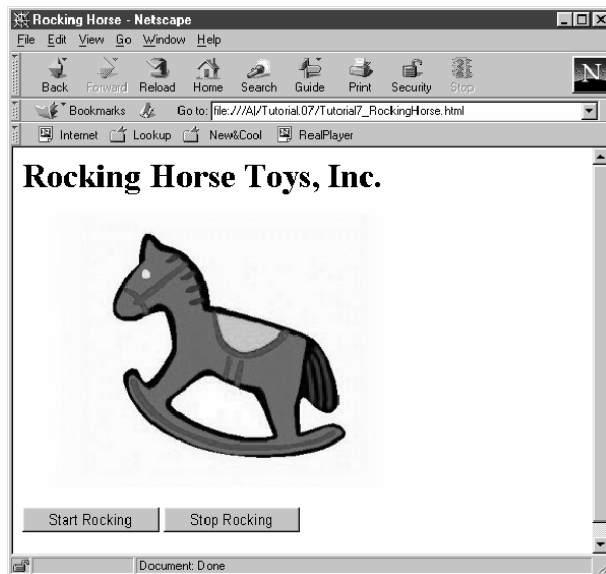 Rocking Horse - Netscape
File Edit View Go Window Help
Back Forward Reload Home Search Guide Print Security Stop
N
Bookmarks Go to: file:///A|/Tutorial.07/Tutorial7_RockingHorse.html
Internet Lookup New&Cool RealPlayer
Rocking Horse Toys, Inc.
Start Rocking Stop Rocking
Document: Done